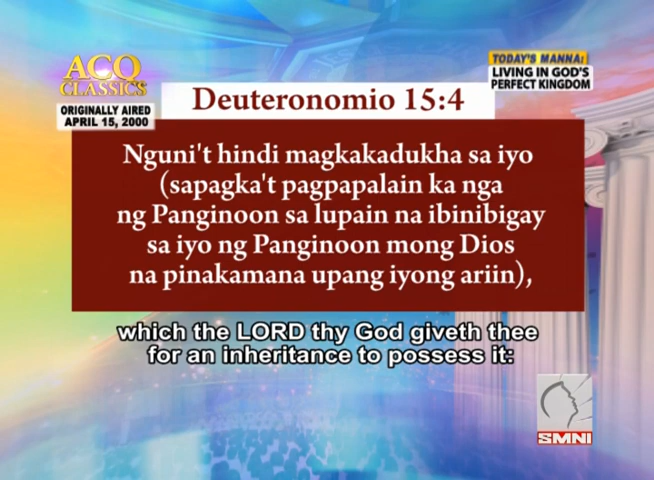 ACQ
CLASSICS
ORIGINALLY AIRED
APRIL 15, 2000
TODAY'S MANNA:
LIVING IN GOD'S
PERFECT KINGDOM
Deuteronomio 15:4
Nguni't hindi magkakadukha sa iyo
(sapagka't pagpapalain ka nga
ng Panginoon sa lupain na ibinibigay
sa iyo ng Panginoon mong Dios
na pinakamana upang iyong ariin),
which the LORD thy God giveth thee
for an inheritance to possess it:
SMNI